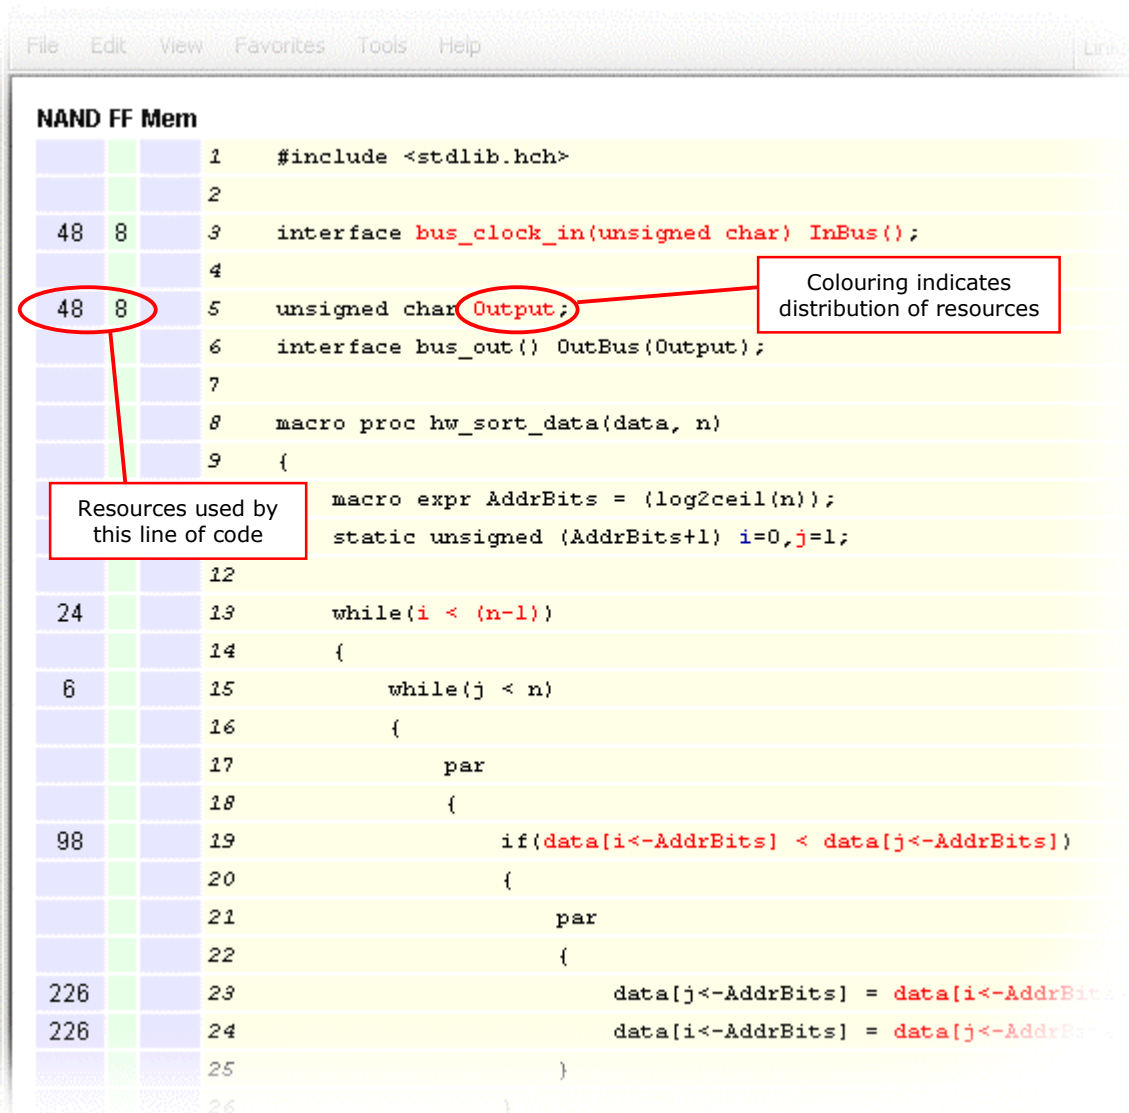 File Edit View Favorites Tools Help Links
NAND FF Mem
1 #include <stdlib.hch>
2
48 8 3 interface bus_clock_in(unsigned char) InBus();
4
Colouring indicates
distribution of resources
48 8 5 unsigned char Output;
6 interface bus_out() OutBus(Output);
7
8 macro proc hw_sort_data(data, n)
9 {
Resources used by
this line of code
macro expr AddrBits = (log2ceil(n));
static unsigned (AddrBits+1) i=0,j=1;
12
24 13 while(i < (n-1))
14 {
6 15 while(j < n)
16 {
17 par
18 {
98 19 if(data[i<-AddrBits] < data[j<-AddrBits])
20 {
21 par
22 {
226 23 data[j<-AddrBits] = data[i<-AddrBits
226 24 data[i<-AddrBits] = data[j<-AddrBits
25 }
26 }